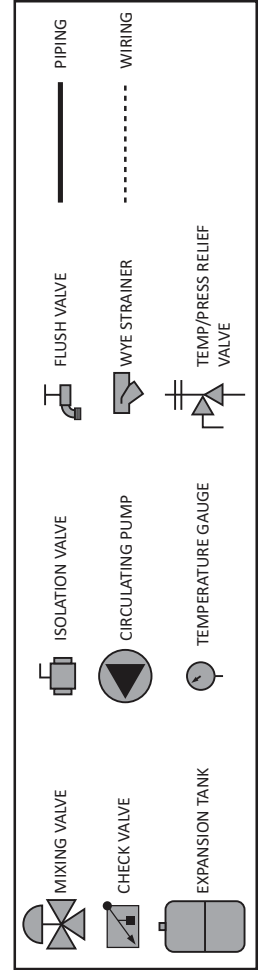 MIXING VALVE
ISOLATION VALVE
FLUSH VALVE
PIPING
CHECK VALVE
CIRCULATING PUMP
WYE STRAINER
WIRING
EXPANSION TANK
TEMPERATURE GAUGE
TEMP/PRESS RELIEF
VALVE